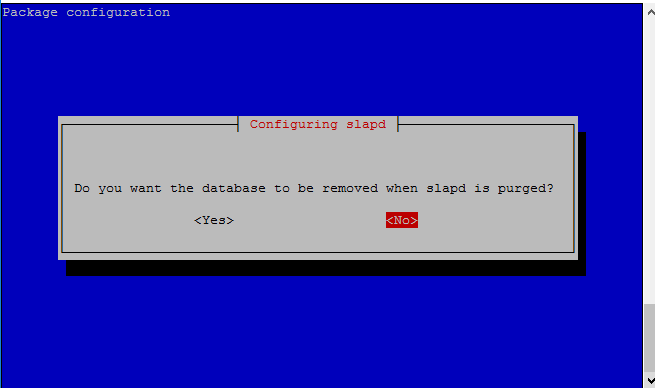 Package configuration
Configuring slapd
Do you want the database to be removed when slapd is purged?
<Yes> <No>